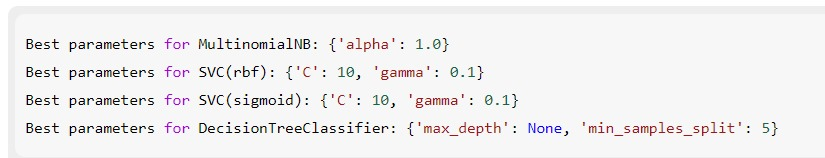 Best parameters for MultinomialNB: {'alpha': 1.0}
Best parameters for SVC(rbf): {'C': 10, 'gamma': 0.1}
Best parameters for SVC(sigmoid): {'C': 10, 'gamma': 0.1}
Best parameters for DecisionTreeClassifier: {'max_depth': None, 'min_samples_split': 5}